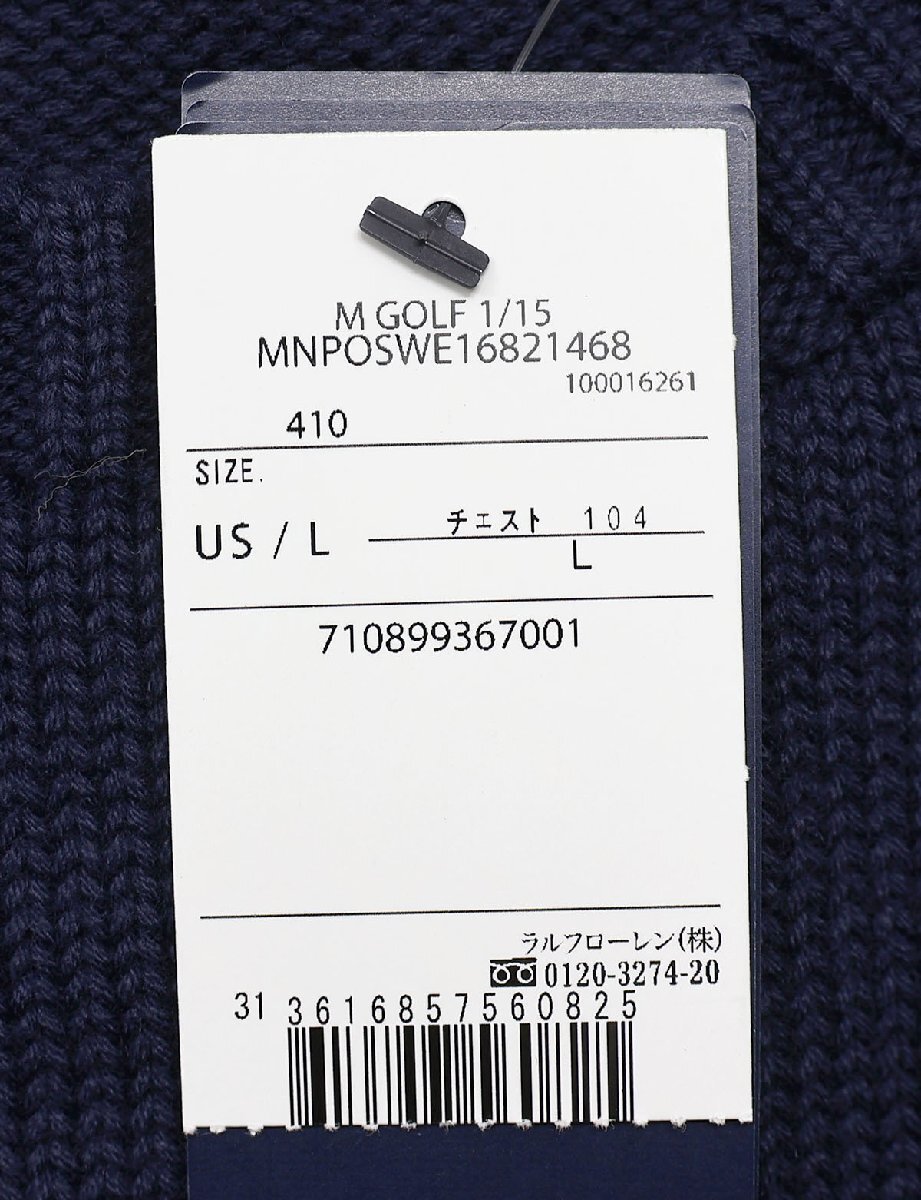 M GOLF 1/15
MNPOSWE16821468
100016261
410
SIZE.
US / L
チェスト 104
L
710899367001
ラルフローレン(株)
0120-3274-20
31 3616857560825